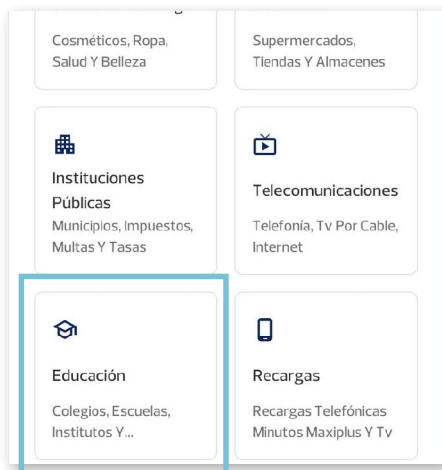 Cosméticos, Ropa,
Salud Y Belleza
Supermercados,
Tiendas Y Almacenes
Instituciones
Públicas
Municipios, Impuestos,
Multas Y Tasas
Telecomunicaciones
Telefonía, Tv Por Cable,
Internet
Educación
Colegios, Escuelas,
Institutos Y...
Recargas
Recargas Telefónicas
Minutos Maxiplus Y Tv